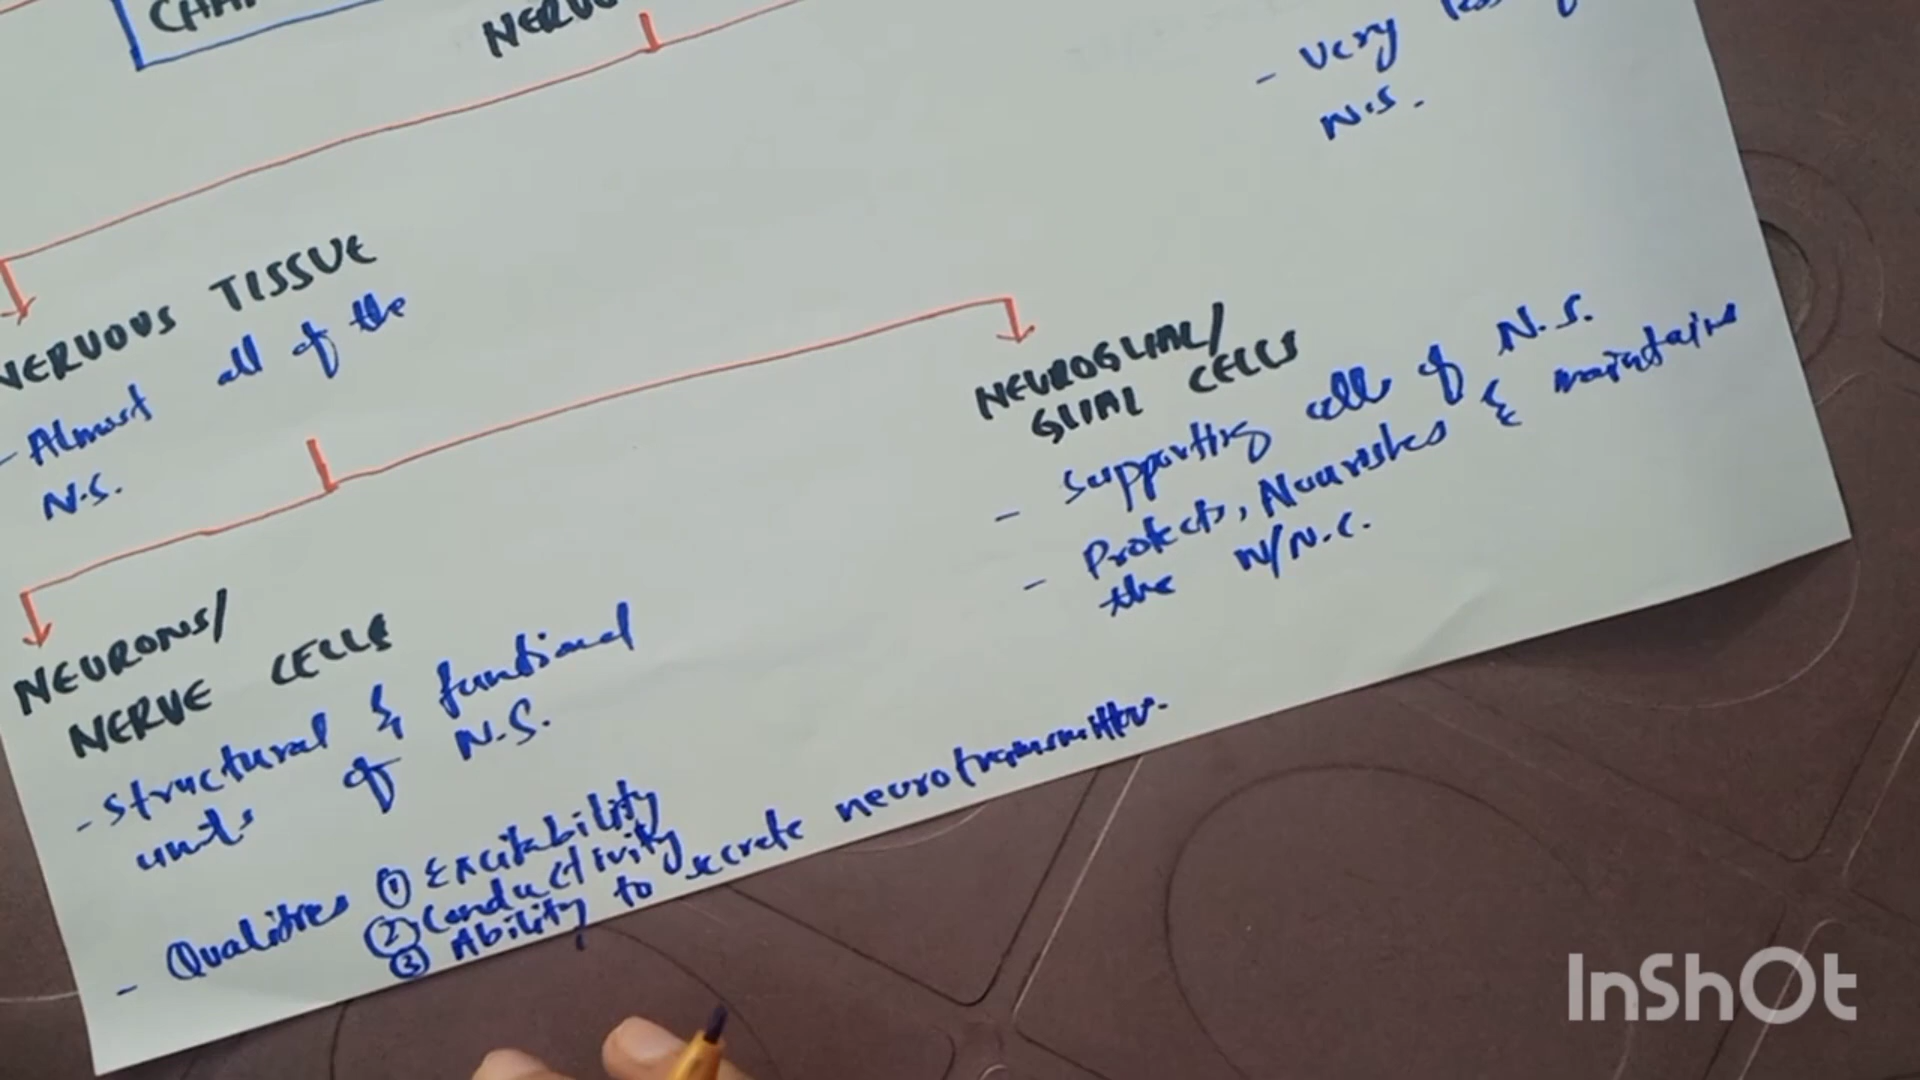 NERVOUS TISSUE
- Almost all of the
N.S.
- very
N.S.
NEURONS/
NERVE CELLS
- structural & functional
units of N.S.
- Qualities ① Excitability
② Conductivity
③ Ability to secrete neurotransmitter.
NEUROGLIAL/
GLIAL CELLS
- supporting cells of N.S.
- Protects, Nourishes & maintains
the N/N.C.
InShOt